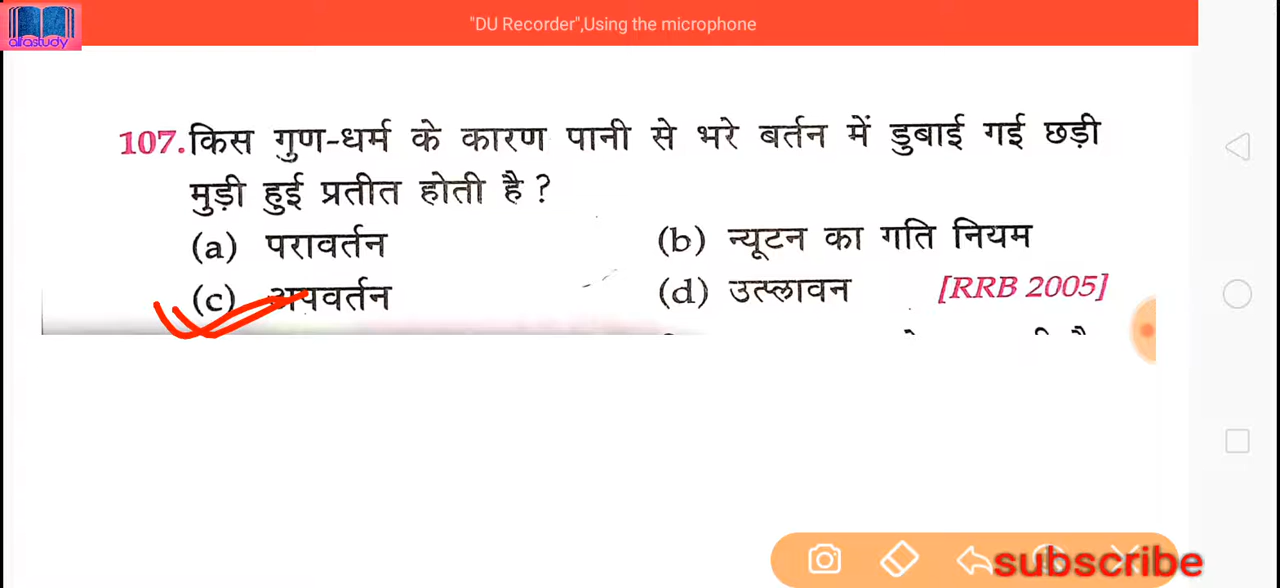 alfastudy
"DU Recorder",Using the microphone
107. किस गुण-धर्म के कारण पानी से भरे बर्तन में डुबाई गई छड़ी
मुड़ी हुई प्रतीत होती है ?
(a) परावर्तन (b) न्यूटन का गति नियम
(c) अपवर्तन (d) उत्प्लावन [RRB 2005]
subscribe